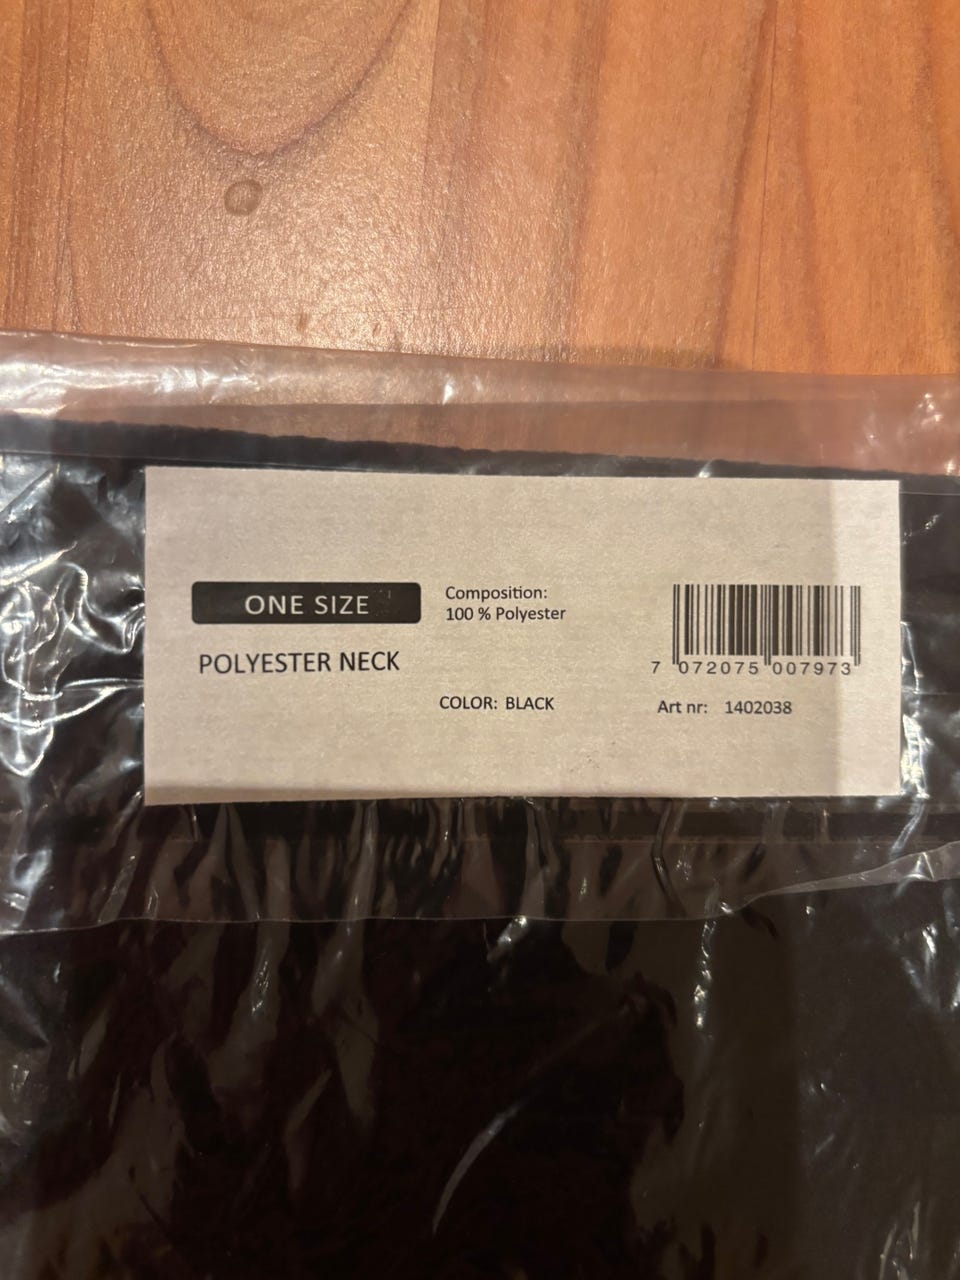 ONE SIZE
POLYESTER NECK
Composition:
100 % Polyester
COLOR: BLACK
7 072075 007973
Art nr: 1402038